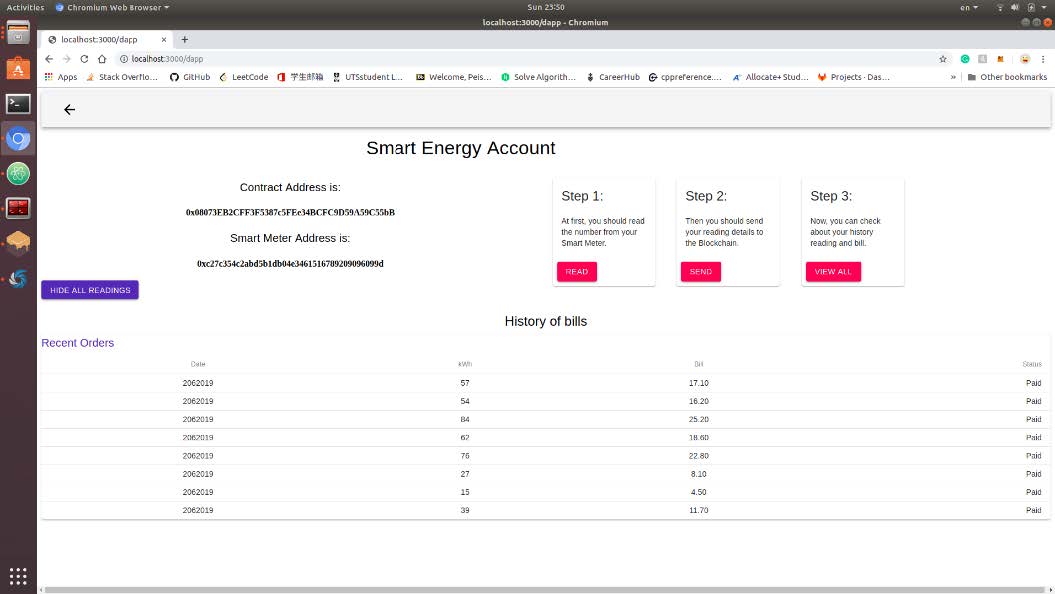 Activities Chromium Web Browser Sun 23:50 en
localhost:3000/dapp - Chromium
localhost:3000/dapp
localhost:3000/dapp
Apps Stack Overflo... GitHub LeetCode 学生邮箱 UTSstudent L... Welcome, Peis... Solve Algorith... CareerHub cppreference.... Allocate+ Stud... Projects · Das... » Other bookmarks
Smart Energy Account
Contract Address is:
0x08073EB2CFF3F5387c5FEe34BCFC9D59A59C55bB
Smart Meter Address is:
0xc27c354c2abd5b1db04e3461516789209096099d
HIDE ALL READINGS
Step 1:
At first, you should read
the number from your
Smart Meter.
READ
Step 2:
Then you should send
your reading details to
the Blockchain.
SEND
Step 3:
Now, you can check
about your history
reading and bill.
VIEW ALL
History of bills
Recent Orders
Date kWh Bill Status
2062019 57 17.10 Paid
2062019 54 16.20 Paid
2062019 84 25.20 Paid
2062019 62 18.60 Paid
2062019 76 22.80 Paid
2062019 27 8.10 Paid
2062019 15 4.50 Paid
2062019 39 11.70 Paid